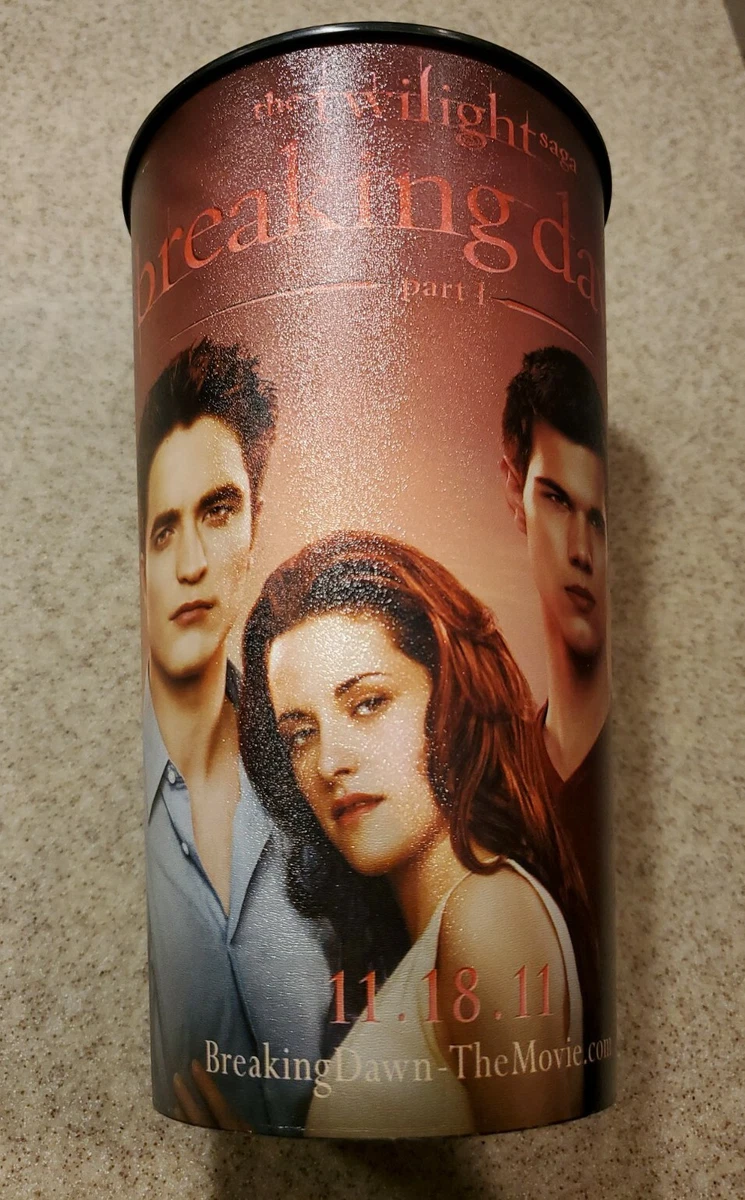 the twilight saga
breaking da
part 1
11.18.11
BreakingDawn-TheMovie.com